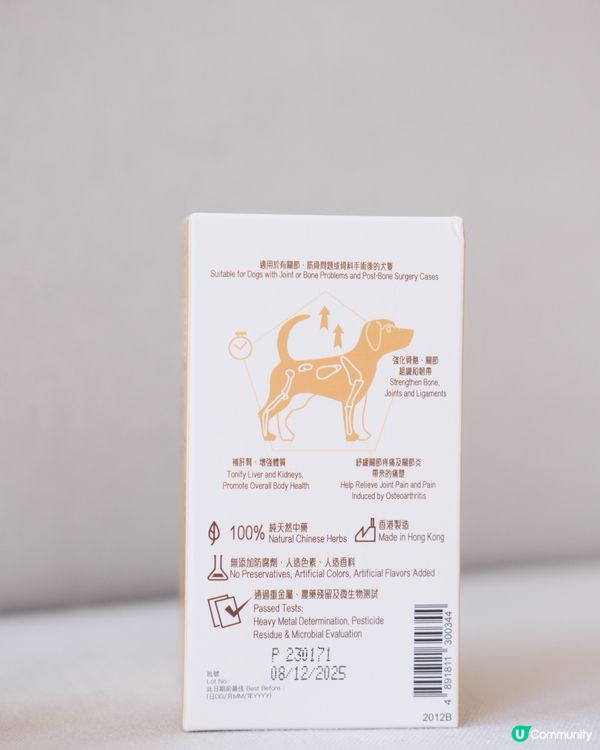 適用於有關節、筋骨問題或骨科手術後的犬隻
Suitable for Dogs with Joint or Bone Problems and Post-Bone Surgery Cases
強化骨骼、關節
組織和韌帶
Strengthen Bone,
Joints and Ligaments
補肝腎、增強體質
Tonify Liver and Kidneys,
Promote Overall Body Health
紓緩關節疼痛及關節炎
帶來的痛楚
Help Relieve Joint Pain and Pain
Induced by Osteoarthritis
100% 純天然中藥
Natural Chinese Herbs
香港製造
Made in Hong Kong
無添加防腐劑、人造色素、人造香料
No Preservatives, Artificial Colors, Artificial Flavors Added
通過重金屬、農藥殘留及微生物測試
Passed Tests:
Heavy Metal Determination, Pesticide
Residue & Microbial Evaluation
P 230171
08/12/2025
批號
Lot No.:
此日期前最佳 Best Before :
(日DD/月MM/年YYYY)
4 891811 300344
2012B
U Community